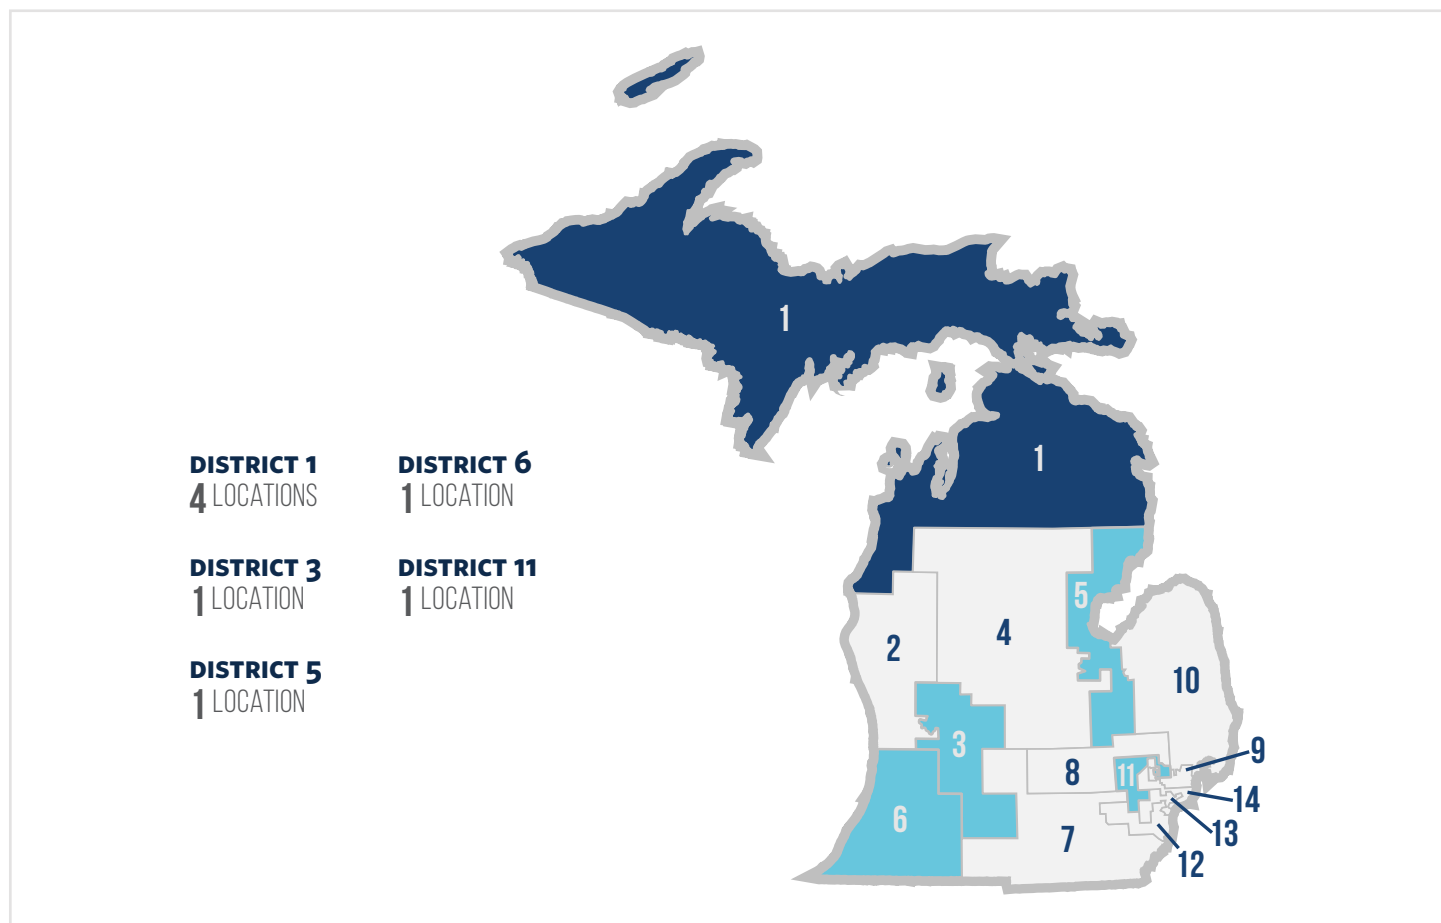 DISTRICT 1
4 LOCATIONS
DISTRICT 6
1 LOCATION
DISTRICT 3
1 LOCATION
DISTRICT 11
1 LOCATION
DISTRICT 5
1 LOCATION
1
1
5
4
2
10
3
9
8
11
14
6
13
7
12